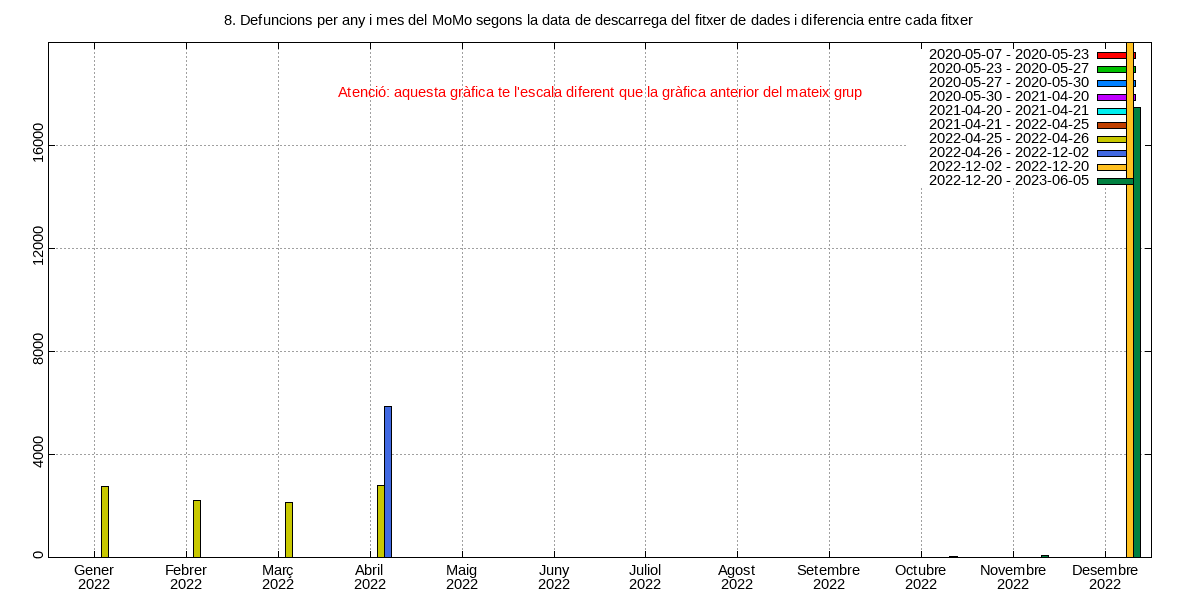 8. Defuncions per any i mes del MoMo segons la data de descarrega del fitxer de dades i diferencia entre cada fitxer
2020-05-07 - 2020-05-23
2020-05-23 - 2020-05-27
2020-05-27 - 2020-05-30
2020-05-30 - 2021-04-20
2021-04-20 - 2021-04-21
2021-04-21 - 2022-04-25
2022-04-25 - 2022-04-26
2022-04-26 - 2022-12-02
2022-12-02 - 2022-12-20
2022-12-20 - 2023-06-05
Atenció: aquesta gràfica te l'escala diferent que la gràfica anterior del mateix grup
16000
12000
8000
4000
0
Gener Febrer Març Abril Maig Juny Juliol Agost Setembre Octubre Novembre Desembre
2022 2022 2022 2022 2022 2022 2022 2022 2022 2022 2022 2022